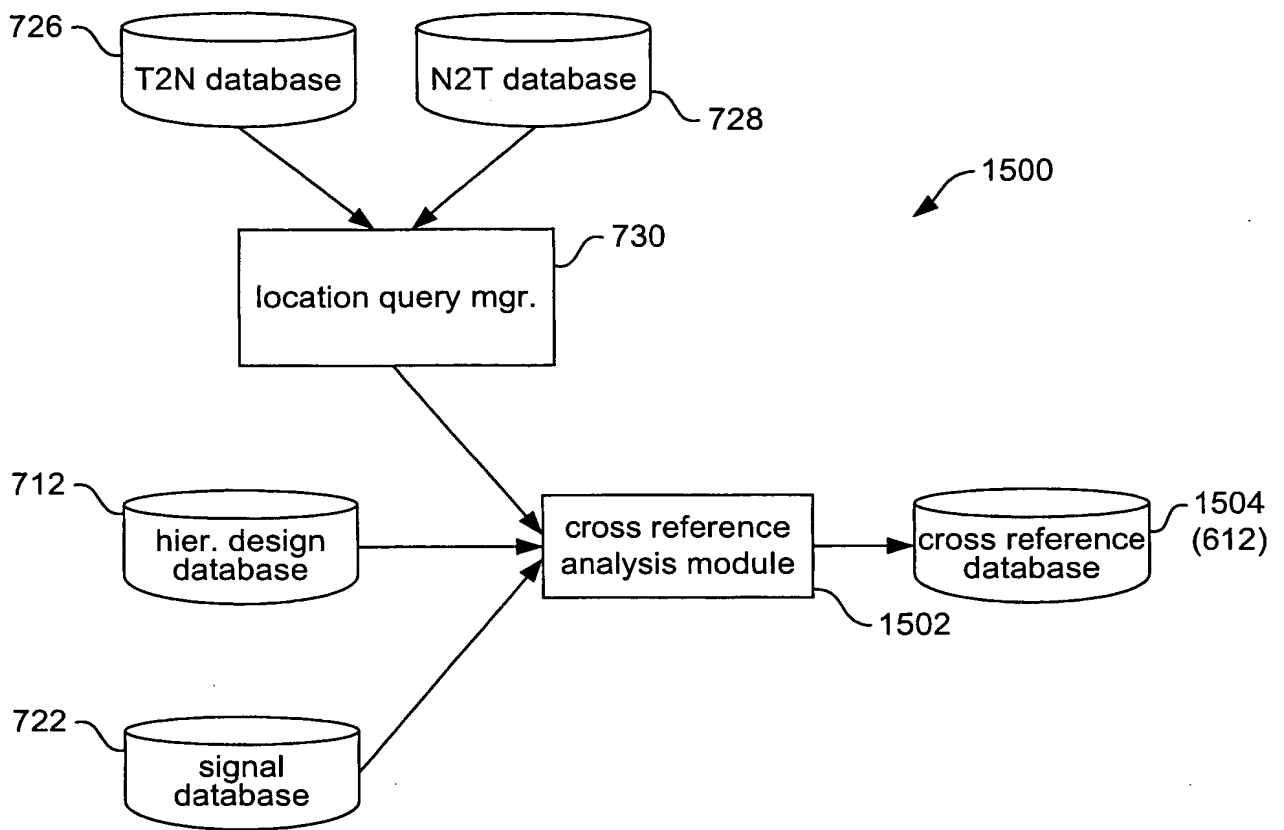 726
T2N database
N2T database
728
1500
730
location query mgr.
712
hier. design
database
cross reference
analysis module
1502
cross reference
database
1504
(612)
722
signal
database